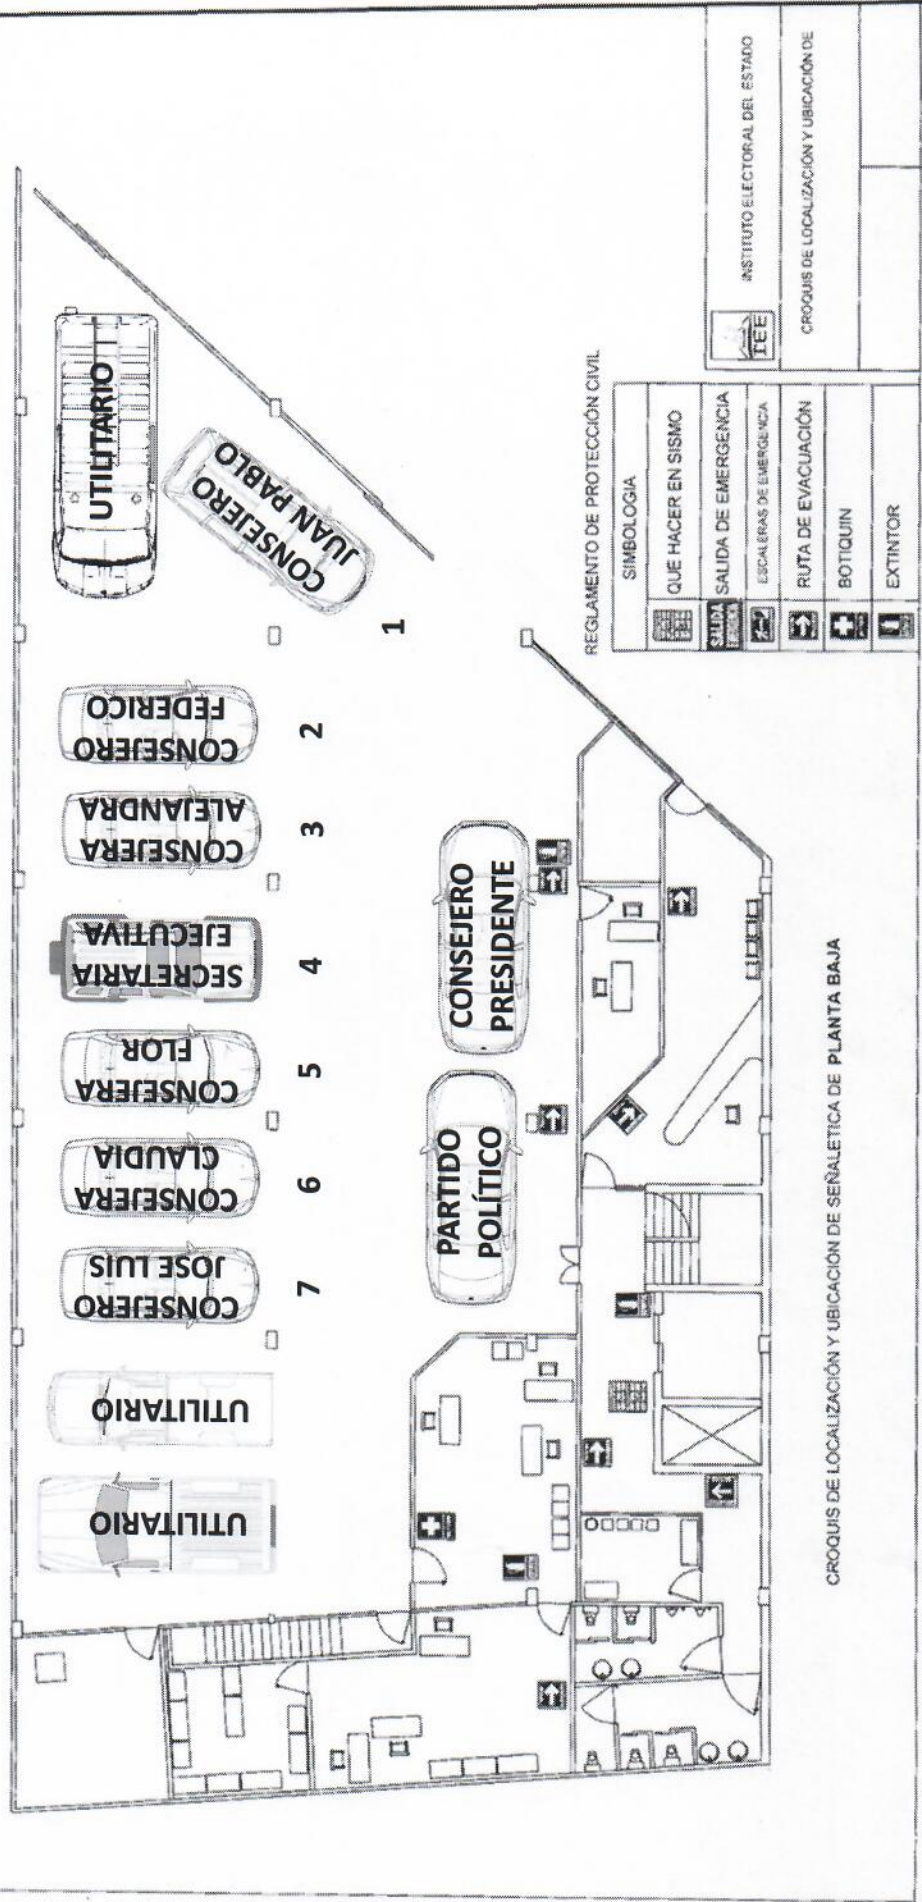 UTILITARIO
UTILITARIO
CONSEJERO
JOSE LUIS
7
CONSEJERA
CLAUDIA
6
CONSEJERA
FLOR
5
SECRETARIA
EJECUTIVA
4
CONSEJERA
ALEJANDRA
3
CONSEJERO
FEDERICO
2
UTILITARIO
CONSEJERO
JUAN PABLO
1
PARTIDO
POLÍTICO
CONSEJERO
PRESIDENTE
REGLAMENTO DE PROTECCIÓN CIVIL
SIMBOLOGIA
QUE HACER EN SISMO
SALIDA DE EMERGENCIA
ESCALERAS DE EMERGENCIA
RUTA DE EVACUACIÓN
BOTIQUIN
EXTINTOR
IEE
INSTITUTO ELECTORAL DEL ESTADO
CROQUIS DE LOCALIZACIÓN Y UBICACIÓN DE
CROQUIS DE LOCALIZACIÓN Y UBICACIÓN DE SEÑALETICA DE PLANTA BAJA